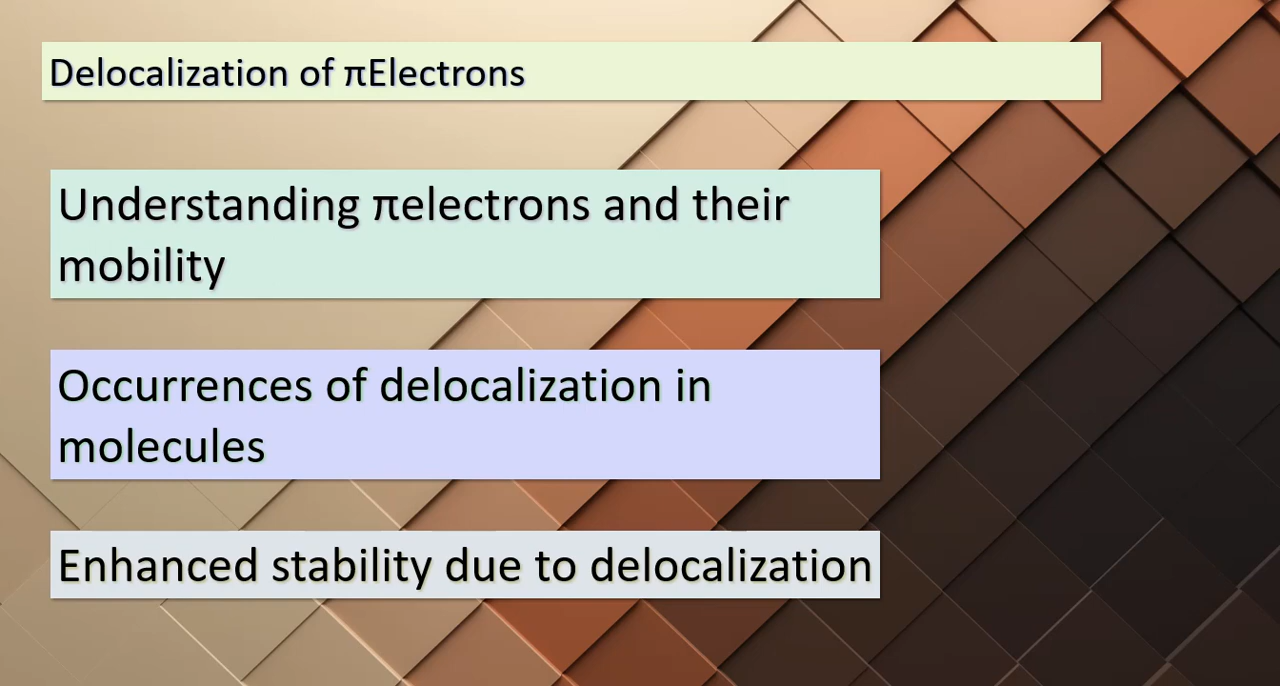 Delocalization of πElectrons
Understanding πelectrons and their
mobility
Occurrences of delocalization in
molecules
Enhanced stability due to delocalization